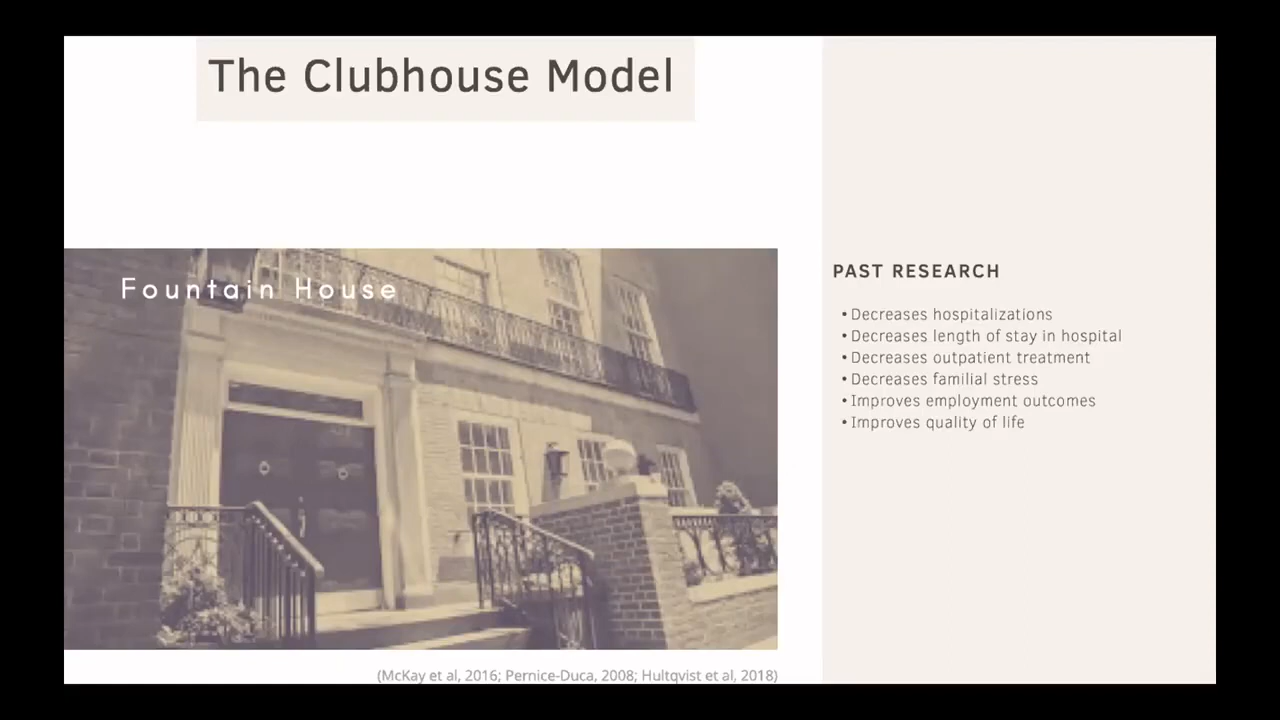 The Clubhouse Model
Fountain House
PAST RESEARCH
• Decreases hospitalizations
• Decreases length of stay in hospital
• Decreases outpatient treatment
• Decreases familial stress
• Improves employment outcomes
• Improves quality of life
(McKay et al, 2016; Pernice-Duca, 2008; Hultqvist et al, 2018)